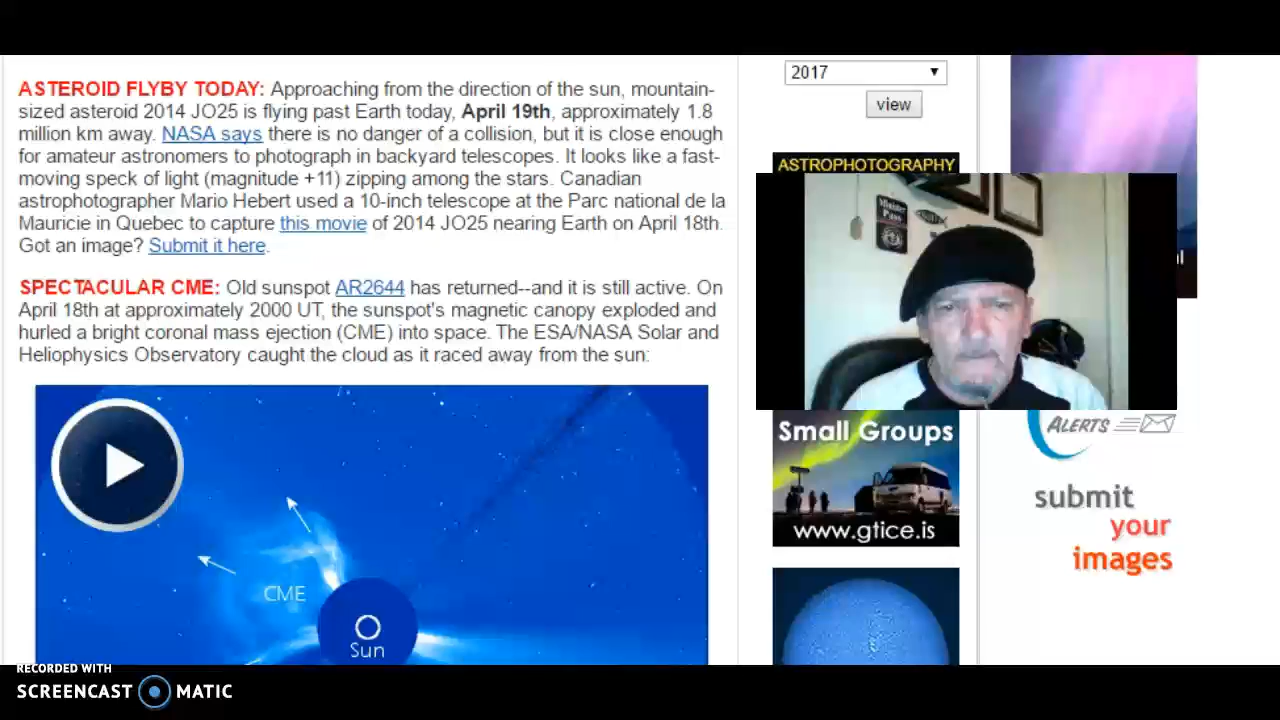 ASTEROID FLYBY TODAY: Approaching from the direction of the sun, mountain-
sized asteroid 2014 JO25 is flying past Earth today, April 19th, approximately 1.8
million km away. NASA says there is no danger of a collision, but it is close enough
for amateur astronomers to photograph in backyard telescopes. It looks like a fast-
moving speck of light (magnitude +11) zipping among the stars. Canadian
astrophotographer Mario Hebert used a 10-inch telescope at the Parc national de la
Mauricie in Quebec to capture this movie of 2014 JO25 nearing Earth on April 18th.
Got an image? Submit it here.
SPECTACULAR CME: Old sunspot AR2644 has returned--and it is still active. On
April 18th at approximately 2000 UT, the sunspot's magnetic canopy exploded and
hurled a bright coronal mass ejection (CME) into space. The ESA/NASA Solar and
Heliophysics Observatory caught the cloud as it raced away from the sun:
CME
Sun
2017
view
ASTROPHOTOGRAPHY
Minister
Pass
Small Groups
www.gtice.is
ALERTS
submit
your
images
RECORDED WITH
SCREENCAST MATIC